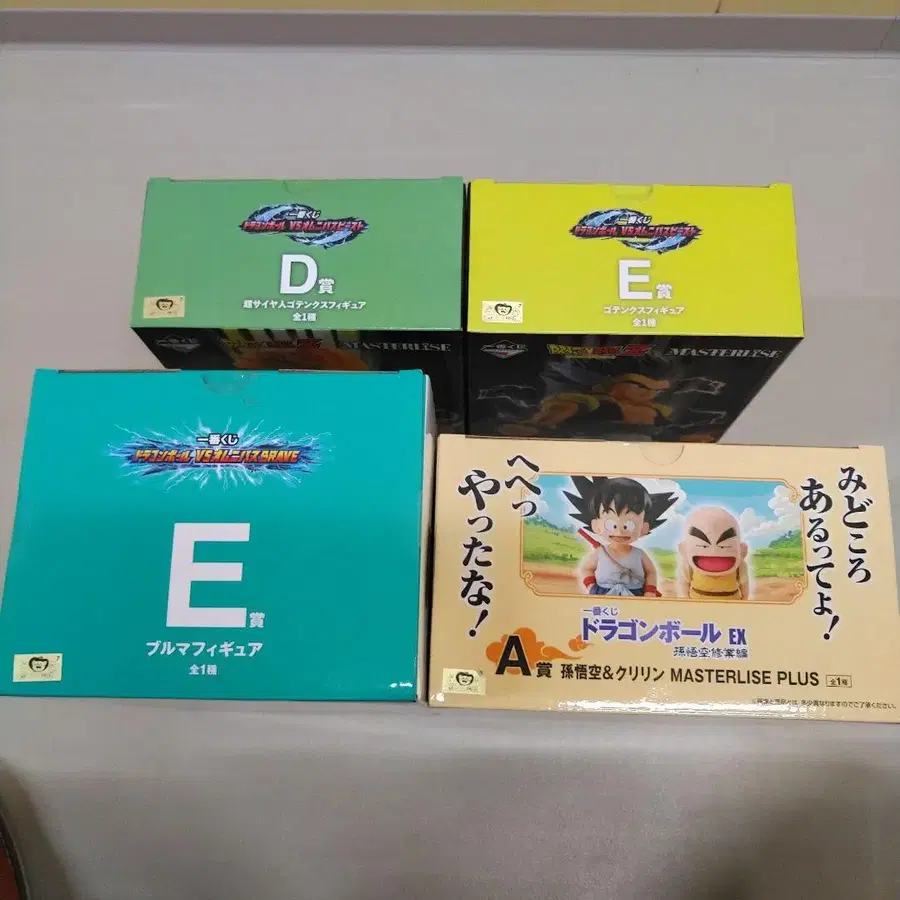 一番くじ
ドラゴンボール VSオムニバスビースト
D賞
超サイヤ人ゴテンクスフィギュア
全1種
一番くじ
MASTERLISE
一番くじ
ドラゴンボール VSオムニバスビースト
E賞
ゴテンクスフィギュア
全1種
一番くじ
MASTERLISE
一番くじ
ドラゴンボール VSオムニバスBRAVE
E賞
ブルマフィギュア
全1種
みどころ
あるってよ!
へへっ
やったな!
一番くじ
ドラゴンボール EX
孫悟空修業編
A賞 孫悟空&クリリン MASTERLISE PLUS 全1種